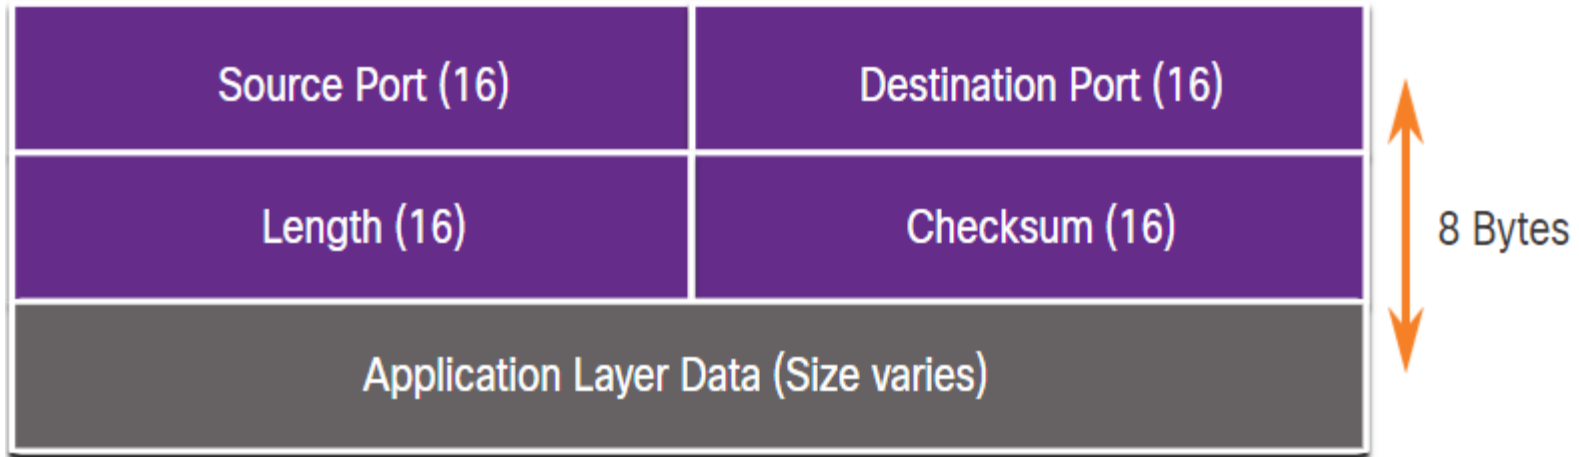 Source Port (16)
Destination Port (16)
Length (16)
Checksum (16)
8 Bytes
Application Layer Data (Size varies)